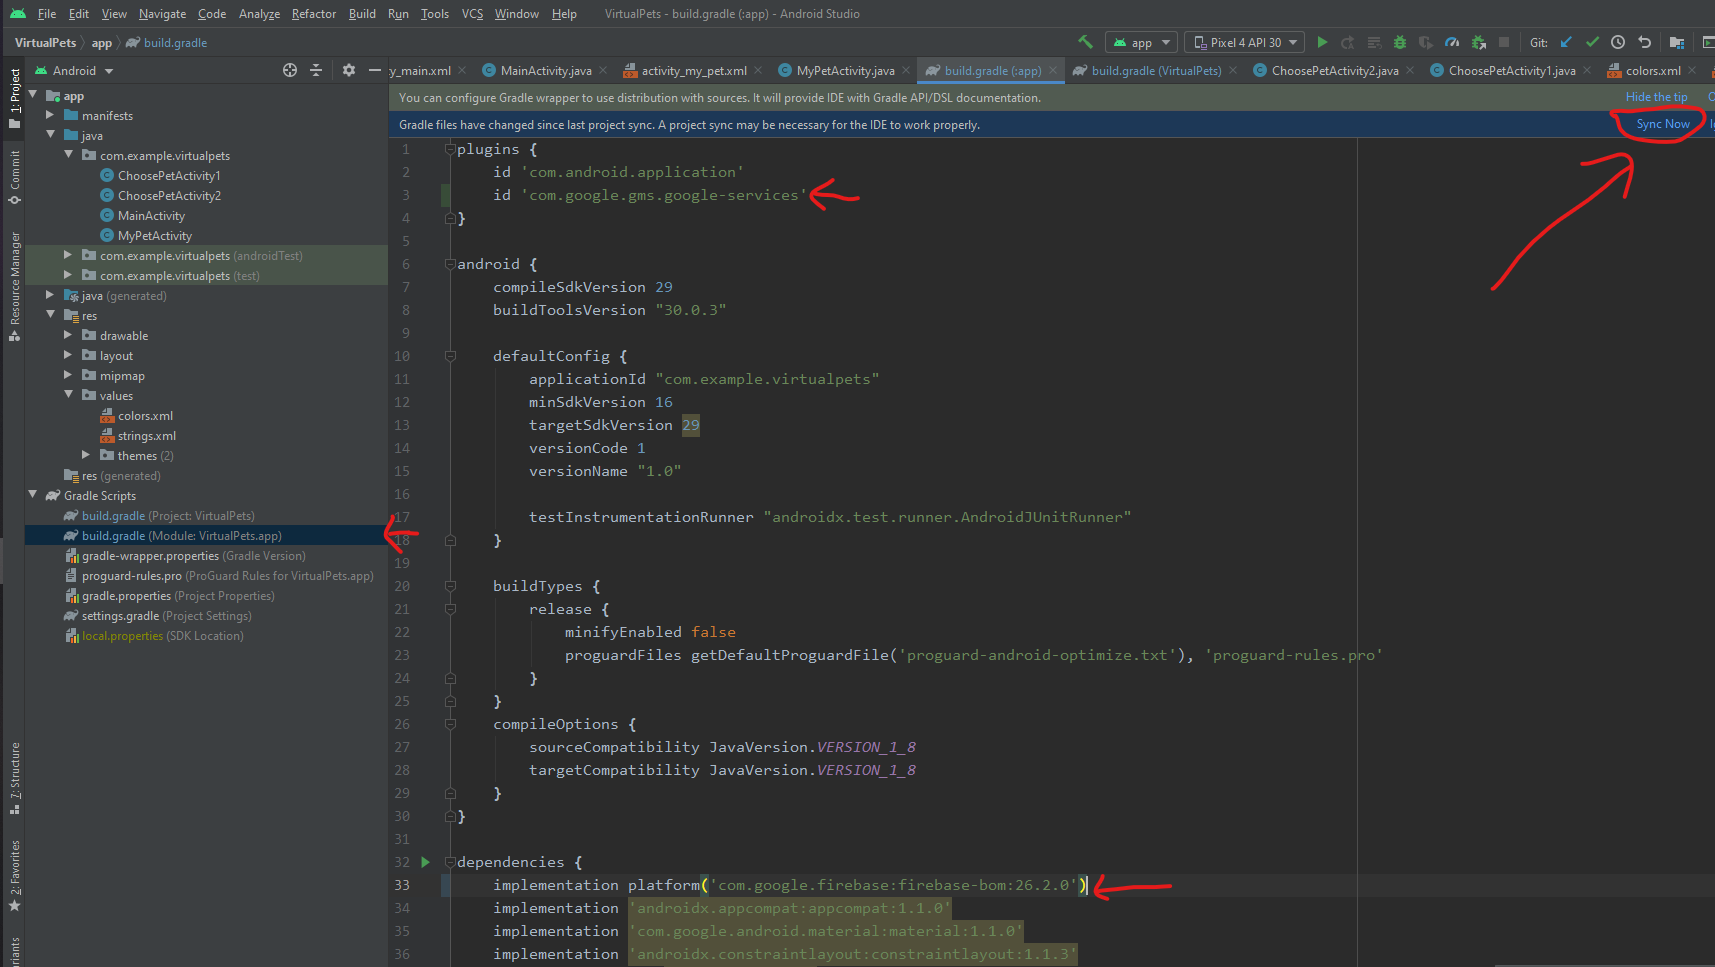 File Edit View Navigate Code Analyze Refactor Build Run Tools VCS Window Help VirtualPets - build.gradle (:app) - Android Studio
VirtualPets app build.gradle
app Pixel 4 API 30 Git:
Android
y_main.xml MainActivity.java activity_my_pet.xml MyPetActivity.java build.gradle (:app) build.gradle (VirtualPets) ChoosePetActivity2.java ChoosePetActivity1.java colors.xml
You can configure Gradle wrapper to use distribution with sources. It will provide IDE with Gradle API/DSL documentation. Hide the tip
Gradle files have changed since last project sync. A project sync may be necessary for the IDE to work properly. Sync Now
1: Project
Commit
Resource Manager
7: Structure
2: Favorites
app
manifests
java
com.example.virtualpets
ChoosePetActivity1
ChoosePetActivity2
MainActivity
MyPetActivity
com.example.virtualpets (androidTest)
com.example.virtualpets (test)
java (generated)
res
drawable
layout
mipmap
values
colors.xml
strings.xml
themes (2)
res (generated)
Gradle Scripts
build.gradle (Project: VirtualPets)
build.gradle (Module: VirtualPets.app)
gradle-wrapper.properties (Gradle Version)
proguard-rules.pro (ProGuard Rules for VirtualPets.app)
gradle.properties (Project Properties)
settings.gradle (Project Settings)
local.properties (SDK Location)
1 plugins {
2 id 'com.android.application'
3 id 'com.google.gms.google-services'
4 }
5
6 android {
7 compileSdkVersion 29
8 buildToolsVersion "30.0.3"
9
10 defaultConfig {
11 applicationId "com.example.virtualpets"
12 minSdkVersion 16
13 targetSdkVersion 29
14 versionCode 1
15 versionName "1.0"
16
17 testInstrumentationRunner "androidx.test.runner.AndroidJUnitRunner"
18 }
19
20 buildTypes {
21 release {
22 minifyEnabled false
23 proguardFiles getDefaultProguardFile('proguard-android-optimize.txt'), 'proguard-rules.pro'
24 }
25 }
26 compileOptions {
27 sourceCompatibility JavaVersion.VERSION_1_8
28 targetCompatibility JavaVersion.VERSION_1_8
29 }
30 }
31
32 dependencies {
33 implementation platform('com.google.firebase:firebase-bom:26.2.0')
34 implementation 'androidx.appcompat:appcompat:1.1.0'
35 implementation 'com.google.android.material:material:1.1.0'
36 implementation 'androidx.constraintlayout:constraintlayout:1.1.3'